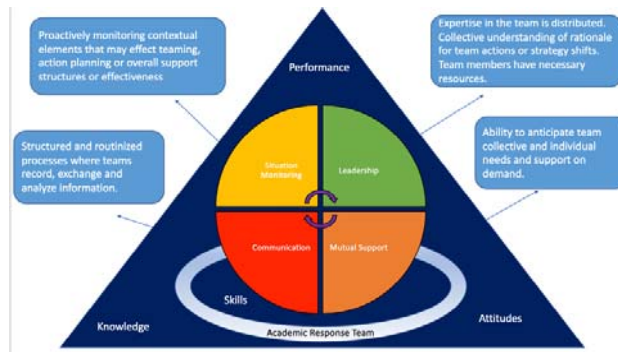 Proactively monitoring contextual
elements that may effect teaming,
action planning or overall support
structures or effectiveness
Expertise in the team is distributed.
Collective understanding of rationale
for team actions or strategy shifts.
Team members have necessary
resources.
Performance
Structured and routinized
processes where teams
record, exchange and
analyze information.
Ability to anticipate team
collective and individual
needs and support on
demand.
Situation
Monitoring
Leadership
Communication
Mutual Support
Skills
Knowledge
Attitudes
Academic Response Team